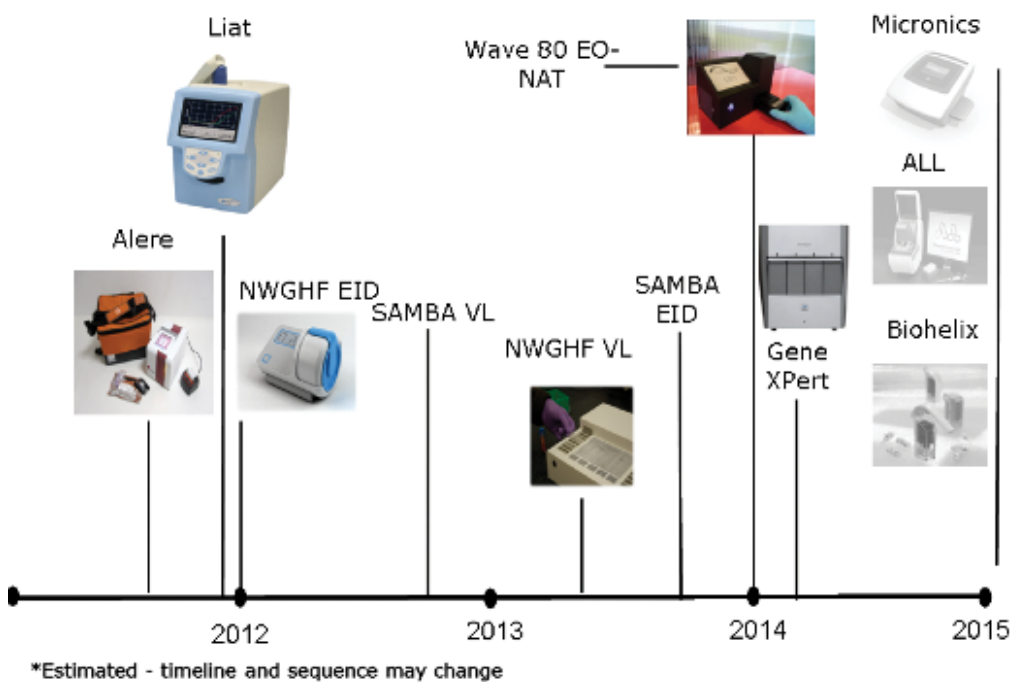 Liat
Wave 80 EO-
NAT
Micronics
ALL
Alere
NWGHF EID
SAMBA VL
SAMBA
EID
NWGHF VL
Gene
XPert
Biohelix
2012
2013
2014
2015
*Estimated - timeline and sequence may change